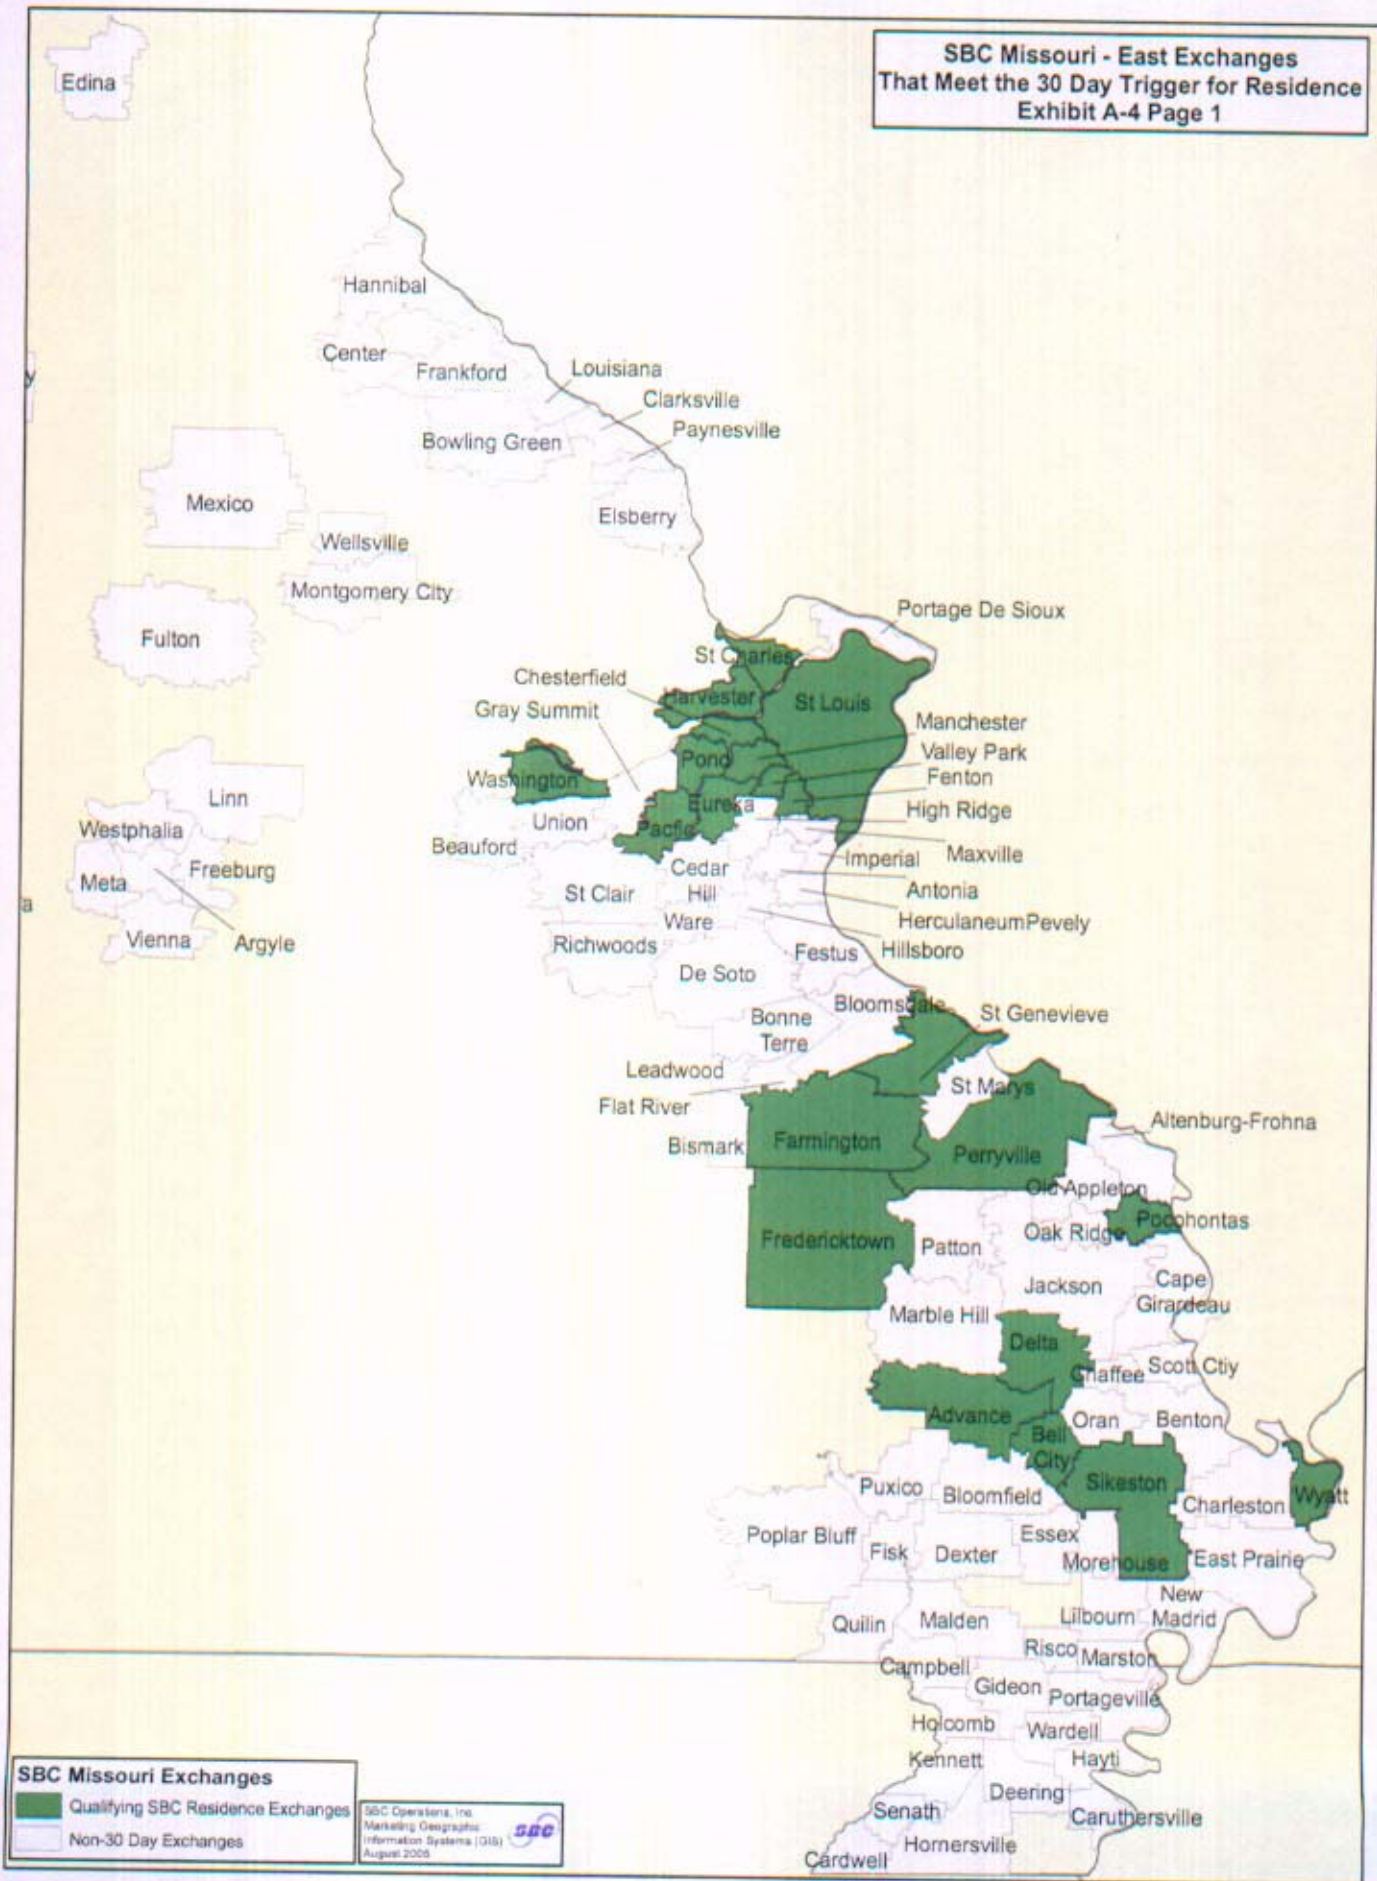 SBC Missouri - East Exchanges
That Meet the 30 Day Trigger for Residence
Exhibit A-4 Page 1
Edina
Hannibal
Center
Frankford
Louisiana
Clarksville
Bowling Green
Paynesville
Mexico
Elsberry
Wellsville
Montgomery City
Fulton
Portage De Sioux
St Charles
Chesterfield
Harvester
St Louis
Gray Summit
Manchester
Valley Park
Pond
Fenton
Washington
Linn
Eureka
High Ridge
Union
Westphalia
Pacfic
Beauford
Imperial
Maxville
Freeburg
Cedar
Hill
Meta
St Clair
Antonia
Ware
HerculaneumPevely
Vienna
Argyle
Richwoods
Festus
Hillsboro
De Soto
Bloomsdale
St Genevieve
Bonne
Terre
Leadwood
St Marys
Flat River
Altenburg-Frohna
Bismark
Farmington
Perryville
Old Appleton
Pocohontas
Oak Ridge
Fredericktown
Patton
Jackson
Cape
Girardeau
Marble Hill
Delta
Chaffee
Scott Ctiy
Advance
Oran
Benton
Bell
City
Puxico
Bloomfield
Sikeston
Charleston
Wyatt
Poplar Bluff
Fisk
Dexter
Essex
Morehouse
East Prairie
New
Madrid
Quilin
Malden
Lilbourn
Risco
Marston
Campbell
Gideon
Portageville
Holcomb
Wardell
Kennett
Hayti
Deering
Senath
Caruthersville
Hornersville
Cardwell
SBC Missouri Exchanges
Qualifying SBC Residence Exchanges
Non-30 Day Exchanges
SBC Operations, Inc.
Marketing Geographic
Information Systems (GIS)
August 2005
SBC
y
a